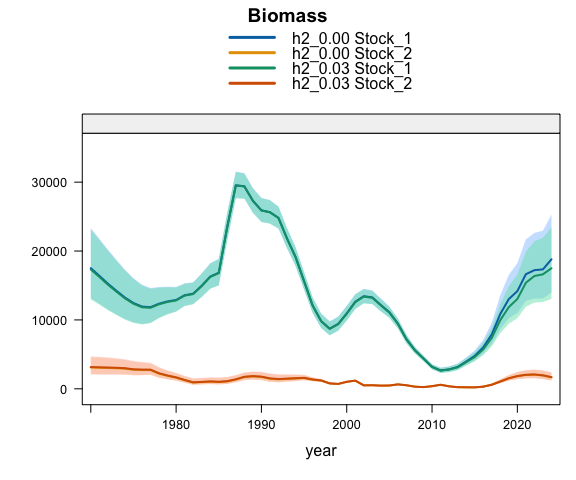 Biomass
h2_0.00 Stock_1
h2_0.00 Stock_2
h2_0.03 Stock_1
h2_0.03 Stock_2
30000
20000
10000
0
1980 1990 2000 2010 2020
year